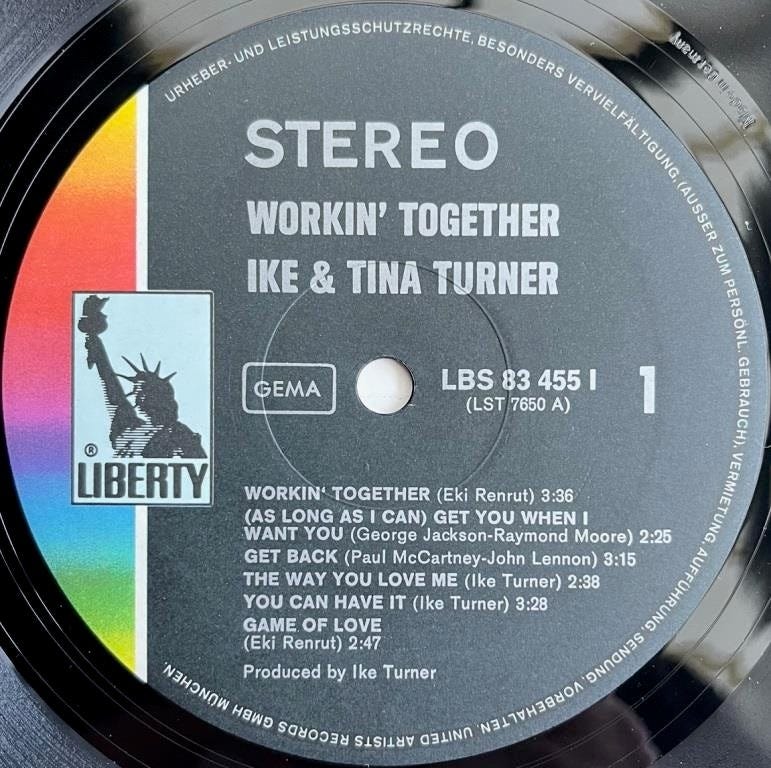 URHEBER- UND LEISTUNGSSCHUTZRECHTE, BESONDERS VERVIELFÄLTIGUNG, (AUSSER ZUM PERSÖNL. GEBRAUCH), VERMIETUNG, AUFFÜHRUNG, SENDUNG, VORBEHALTEN. UNITED ARTISTS RECORDS GMBH MÜNCHEN.
Made in Germany
STEREO
WORKIN' TOGETHER
IKE & TINA TURNER
® LIBERTY
GEMA
LBS 83 455 I
(LST 7650 A)
1
WORKIN' TOGETHER (Eki Renrut) 3:36
(AS LONG AS I CAN) GET YOU WHEN I
WANT YOU (George Jackson-Raymond Moore) 2:25
GET BACK (Paul McCartney-John Lennon) 3:15
THE WAY YOU LOVE ME (Ike Turner) 2:38
YOU CAN HAVE IT (Ike Turner) 3:28
GAME OF LOVE
(Eki Renrut) 2:47
Produced by Ike Turner